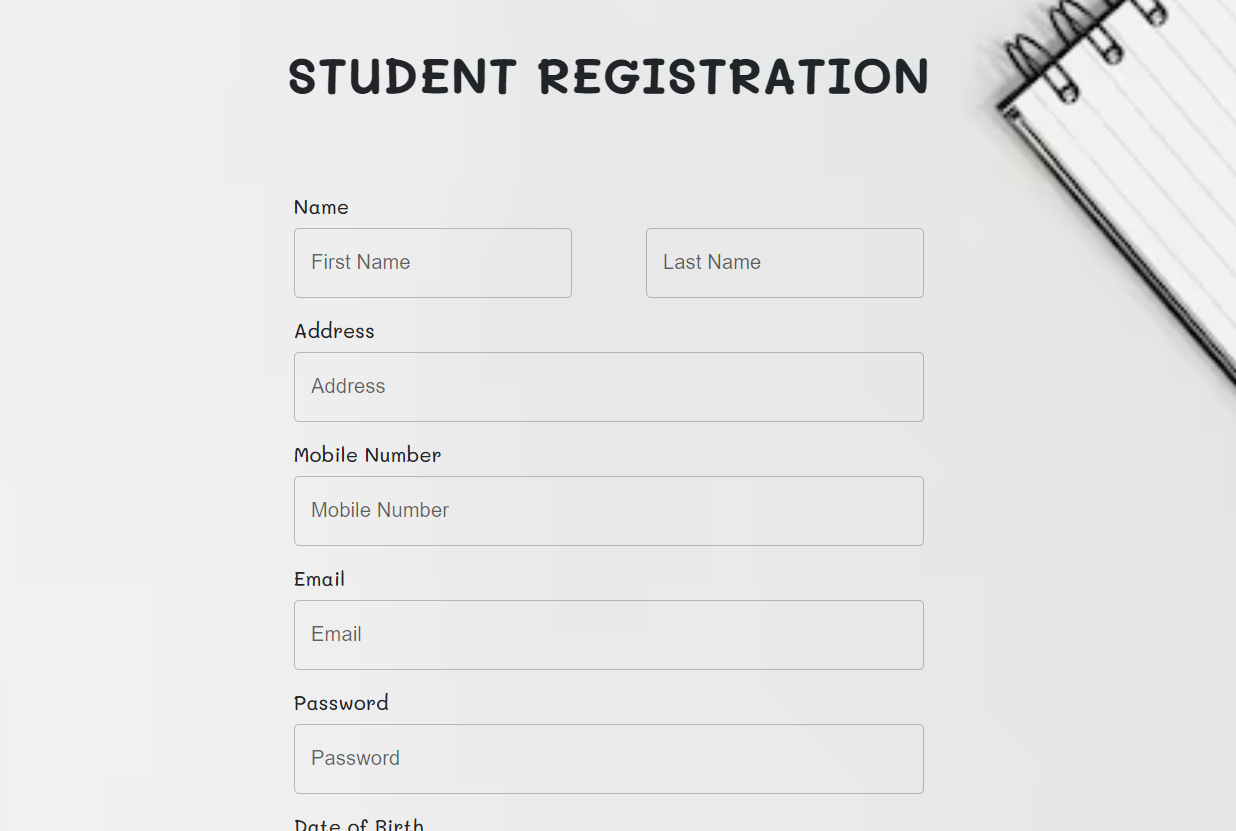 STUDENT REGISTRATION
Name
First Name Last Name
Address
Address
Mobile Number
Mobile Number
Email
Email
Password
Password
Date of Birth